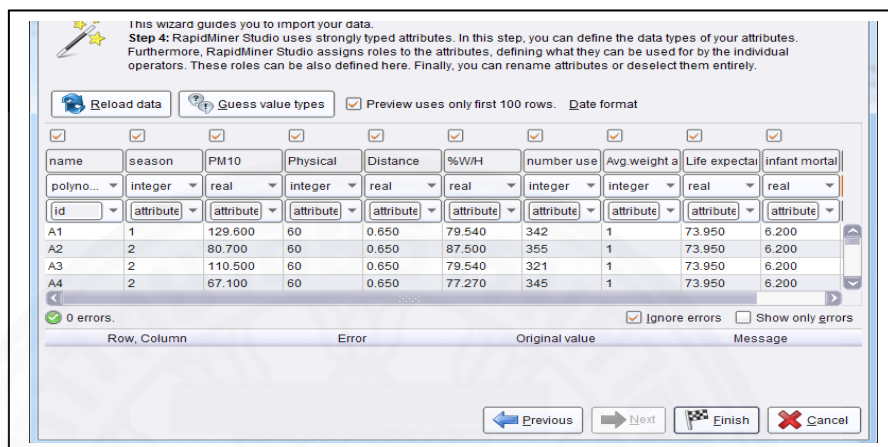 This wizard guides you to import your data.
Step 4: RapidMiner Studio uses strongly typed attributes. In this step, you can define the data types of your attributes.
Furthermore, RapidMiner Studio assigns roles to the attributes, defining what they can be used for by the individual
operators. These roles can be also defined here. Finally, you can rename attributes or deselect them entirely.
Reload data Guess value types Preview uses only first 100 rows. Date format
name season PM10 Physical Distance %W/H number use Avg.weight a Life expectai infant mortal
polyno... integer real integer real real integer integer real real
id attribute attribute attribute attribute attribute attribute attribute attribute attribute
A1 1 129.600 60 0.650 79.540 342 1 73.950 6.200
A2 2 80.700 60 0.650 87.500 355 1 73.950 6.200
A3 2 110.500 60 0.650 79.540 321 1 73.950 6.200
A4 2 67.100 60 0.650 77.270 345 1 73.950 6.200
0 errors. Ignore errors Show only errors
Row, Column Error Original value Message
Previous Next Finish Cancel